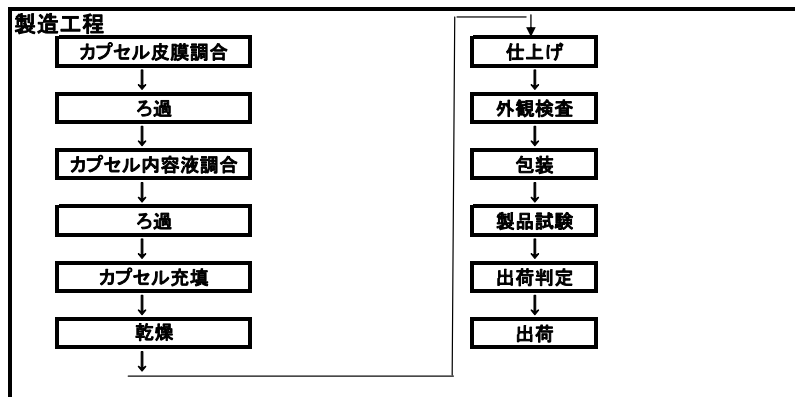 製造工程
カプセル皮膜調合
↓
ろ過
↓
カプセル内容液調合
↓
ろ過
↓
カプセル充填
↓
乾燥
↓
仕上げ
↓
外観検査
↓
包装
↓
製品試験
↓
出荷判定
↓
出荷